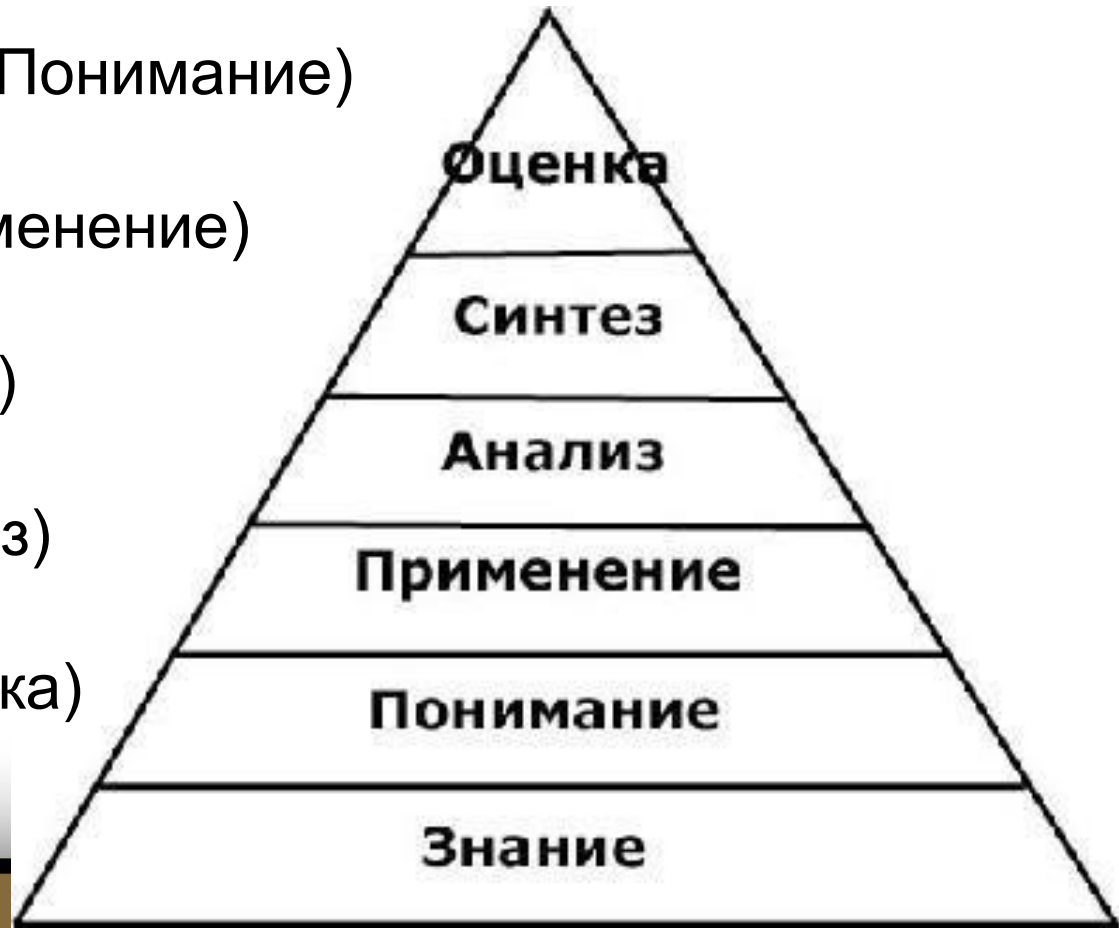 Понимание)
менение)
)
з)
ка)
Оценка
Синтез
Анализ
Применение
Понимание
Знание